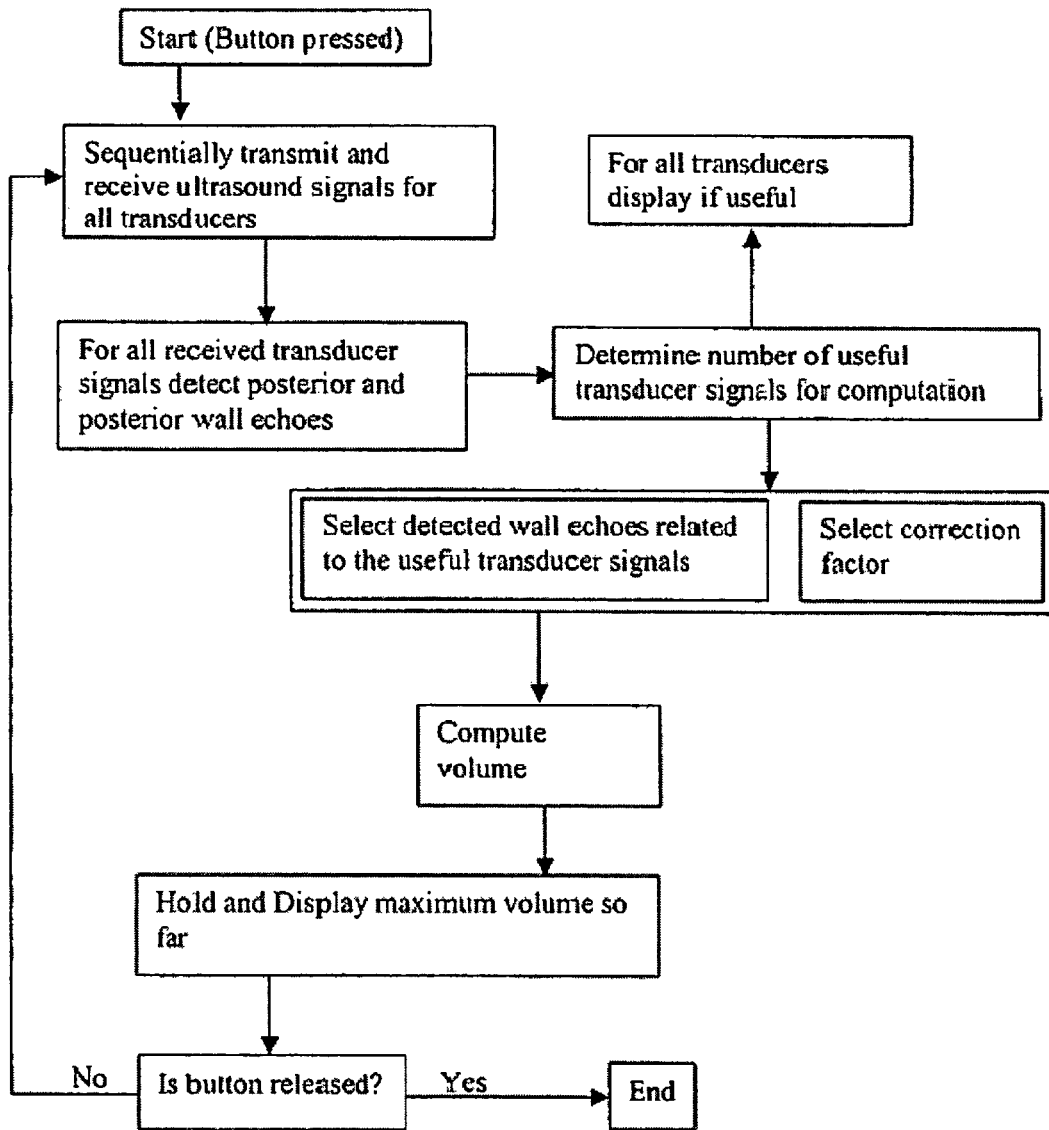 Start (Button pressed)
Sequentially transmit and
receive ultrasound signals for
all transducers
For all transducers
display if useful
For all received transducer
signals detect posterior and
posterior wall echoes
Determine number of useful
transducer signals for computation
Select detected wall echoes related
to the useful transducer signals
Select correction
factor
Compute
volume
Hold and Display maximum volume so
far
No
Is button released?
Yes
End